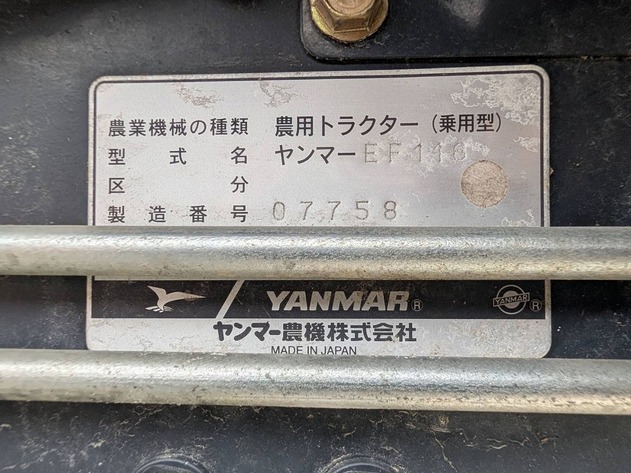 農業機械の種類 農用トラクター（乗用型）
型式名 ヤンマーEF116
区分
製造番号 07758
YANMAR®
YANMAR ®
ヤンマー農機株式会社
MADE IN JAPAN